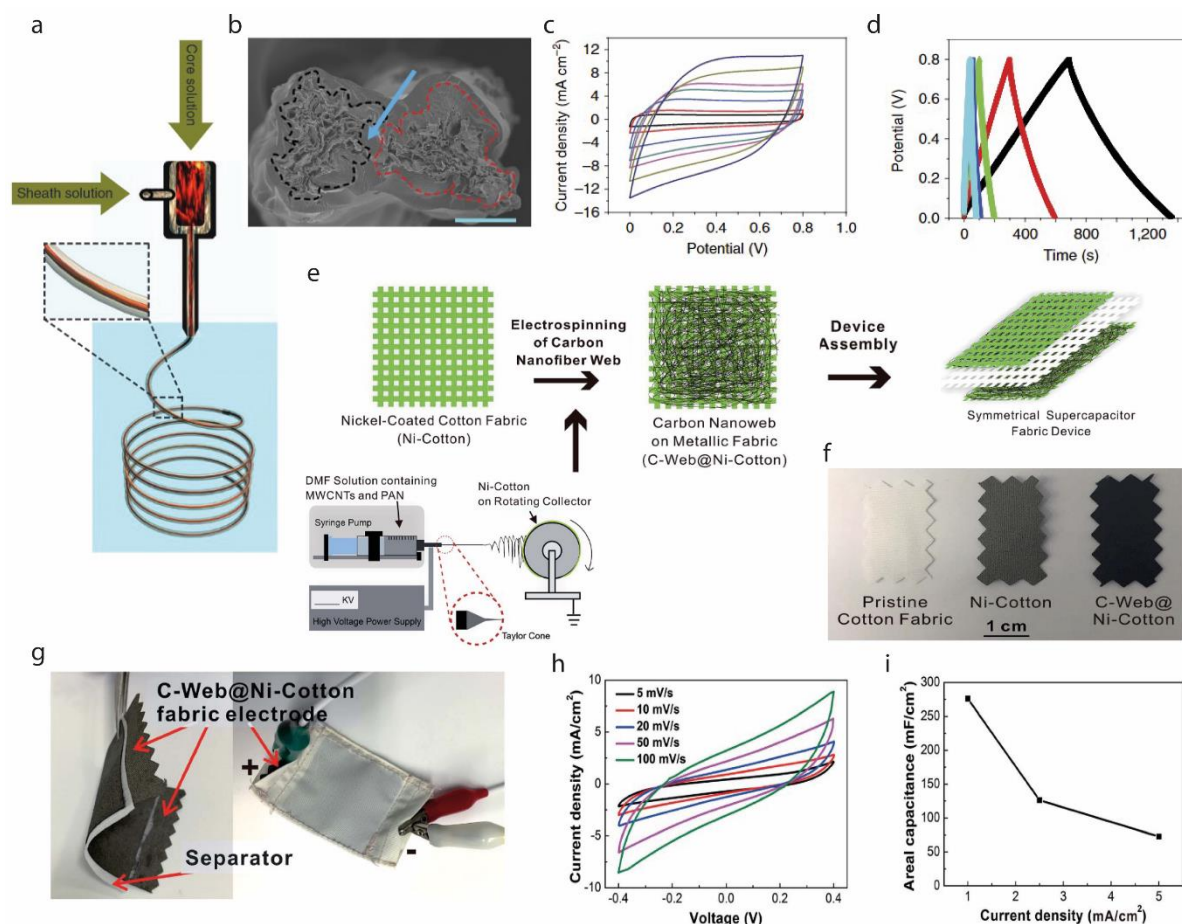 a
Core solution
Sheath solution
b
c
Current density (mA cm⁻²)
12
8
4
0
−4
−8
−12
−16
0
0.2
0.4
0.6
0.8
1.0
Potential (V)
d
Potential (V)
0.8
0.6
0.4
0.2
0.0
0
400
800
1,200
Time (s)
e
Nickel-Coated Cotton Fabric
(Ni-Cotton)
Electrospinning
of Carbon
Nanofiber Web
Carbon Nanoweb
on Metallic Fabric
(C-Web@Ni-Cotton)
Device
Assembly
Symmetrical Supercapacitor
Fabric Device
DMF Solution containing
MWCNTs and PAN
Syringe Pump
KV
High Voltage Power Supply
Ni-Cotton
on Rotating Collector
Taylor Cone
f
Pristine
Cotton Fabric
Ni-Cotton
1 cm
C-Web@
Ni-Cotton
g
C-Web@Ni-Cotton
fabric electrode
+
-
Separator
h
Current density (mA/cm²)
10
5
0
-5
-10
5 mV/s
10 mV/s
20 mV/s
50 mV/s
100 mV/s
-0.4
-0.2
0.0
0.2
0.4
Voltage (V)
i
Areal capacitance (mF/cm²)
300
250
200
150
100
50
0
1
2
3
4
5
Current density (mA/cm²)